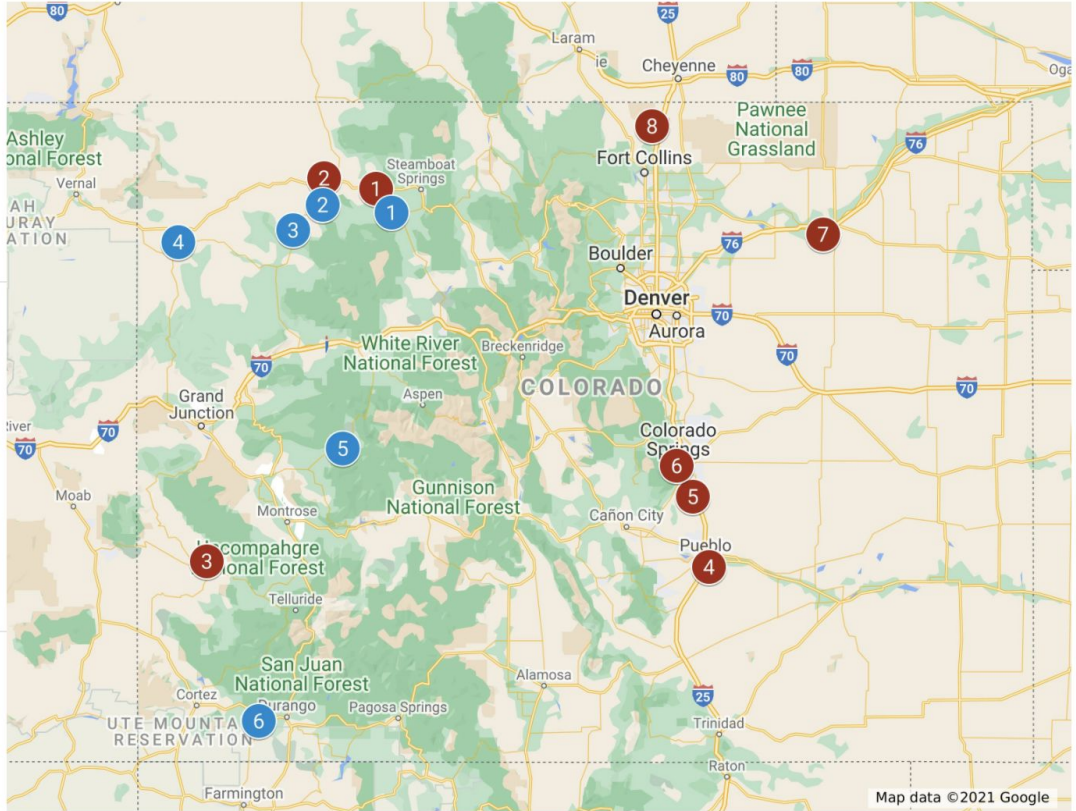 80
25
Laram
ie
Cheyenne
80
80
Oga
Ashley
onal Forest
Pawnee
National
Grassland
76
8
Fort Collins
Vernal
Steamboat
Springs
2
1
2
1
3
4
AH
URAY
ATION
7
76
Boulder
Denver
Aurora
70
70
White River
National Forest
Breckenridge
70
COLORADO
70
Aspen
Grand
Junction
River
70
70
Colorado
Springs
6
5
5
Gunnison
National Forest
Moab
Montrose
Cañon City
Pueblo
4
3
compahgre
onal Forest
Telluride
San Juan
National Forest
Alamosa
25
Cortez
Durango
Pagosa Springs
6
UTE MOUNTA
RESERVATION
Trinidad
Raton
Farmington
Map data ©2021 Google